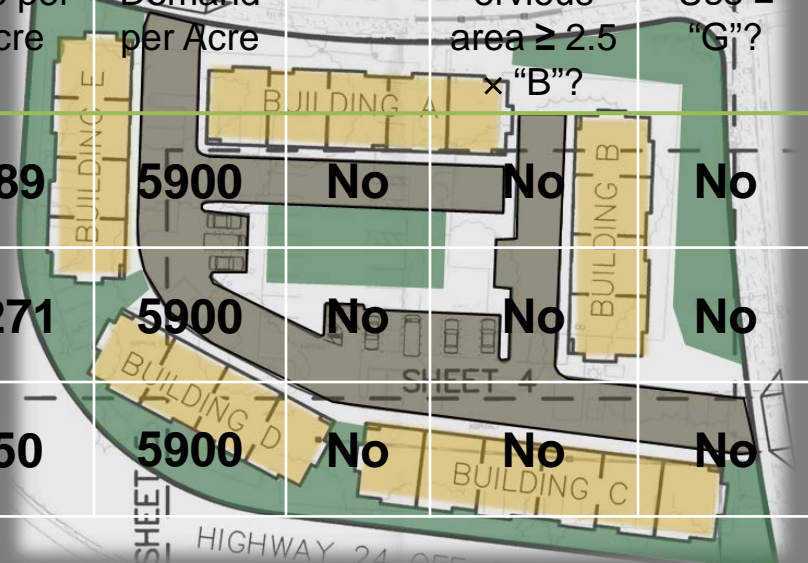 per
cre
Demand
per Acre
ervious
area ≥ 2.5
× “B”?
Use ≥
“G”?
BUILDING E
BUILDING A
BUILDING B
89 5900 No No No
271 5900 No No No
SHEET 4
BUILDING D
50 5900 No No No
BUILDING C
SHEET
HIGHWAY 24 OFF